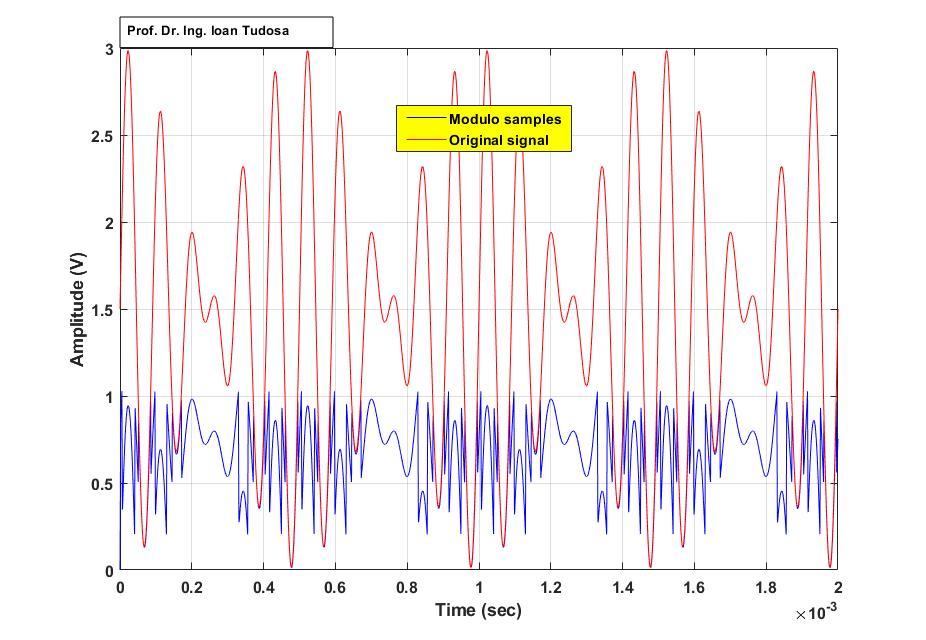 Prof. Dr. Ing. Ioan Tudosa
3
2.5
2
1.5
1
0.5
0
Amplitude (V)
Modulo samples
Original signal
0 0.2 0.4 0.6 0.8 1 1.2 1.4 1.6 1.8 2
Time (sec)
×10-3